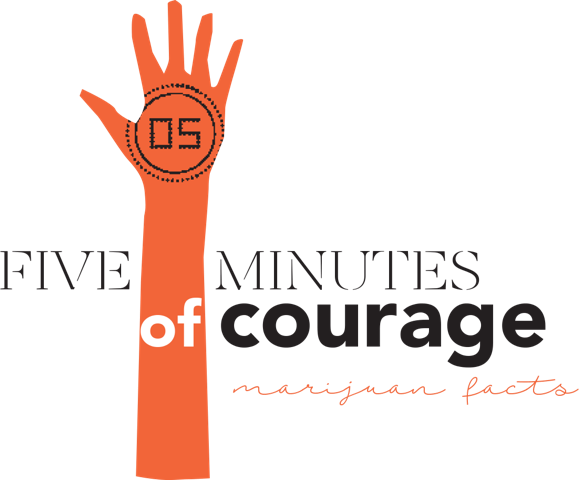 05
FIVE MINUTES
of courage
marijuan facts